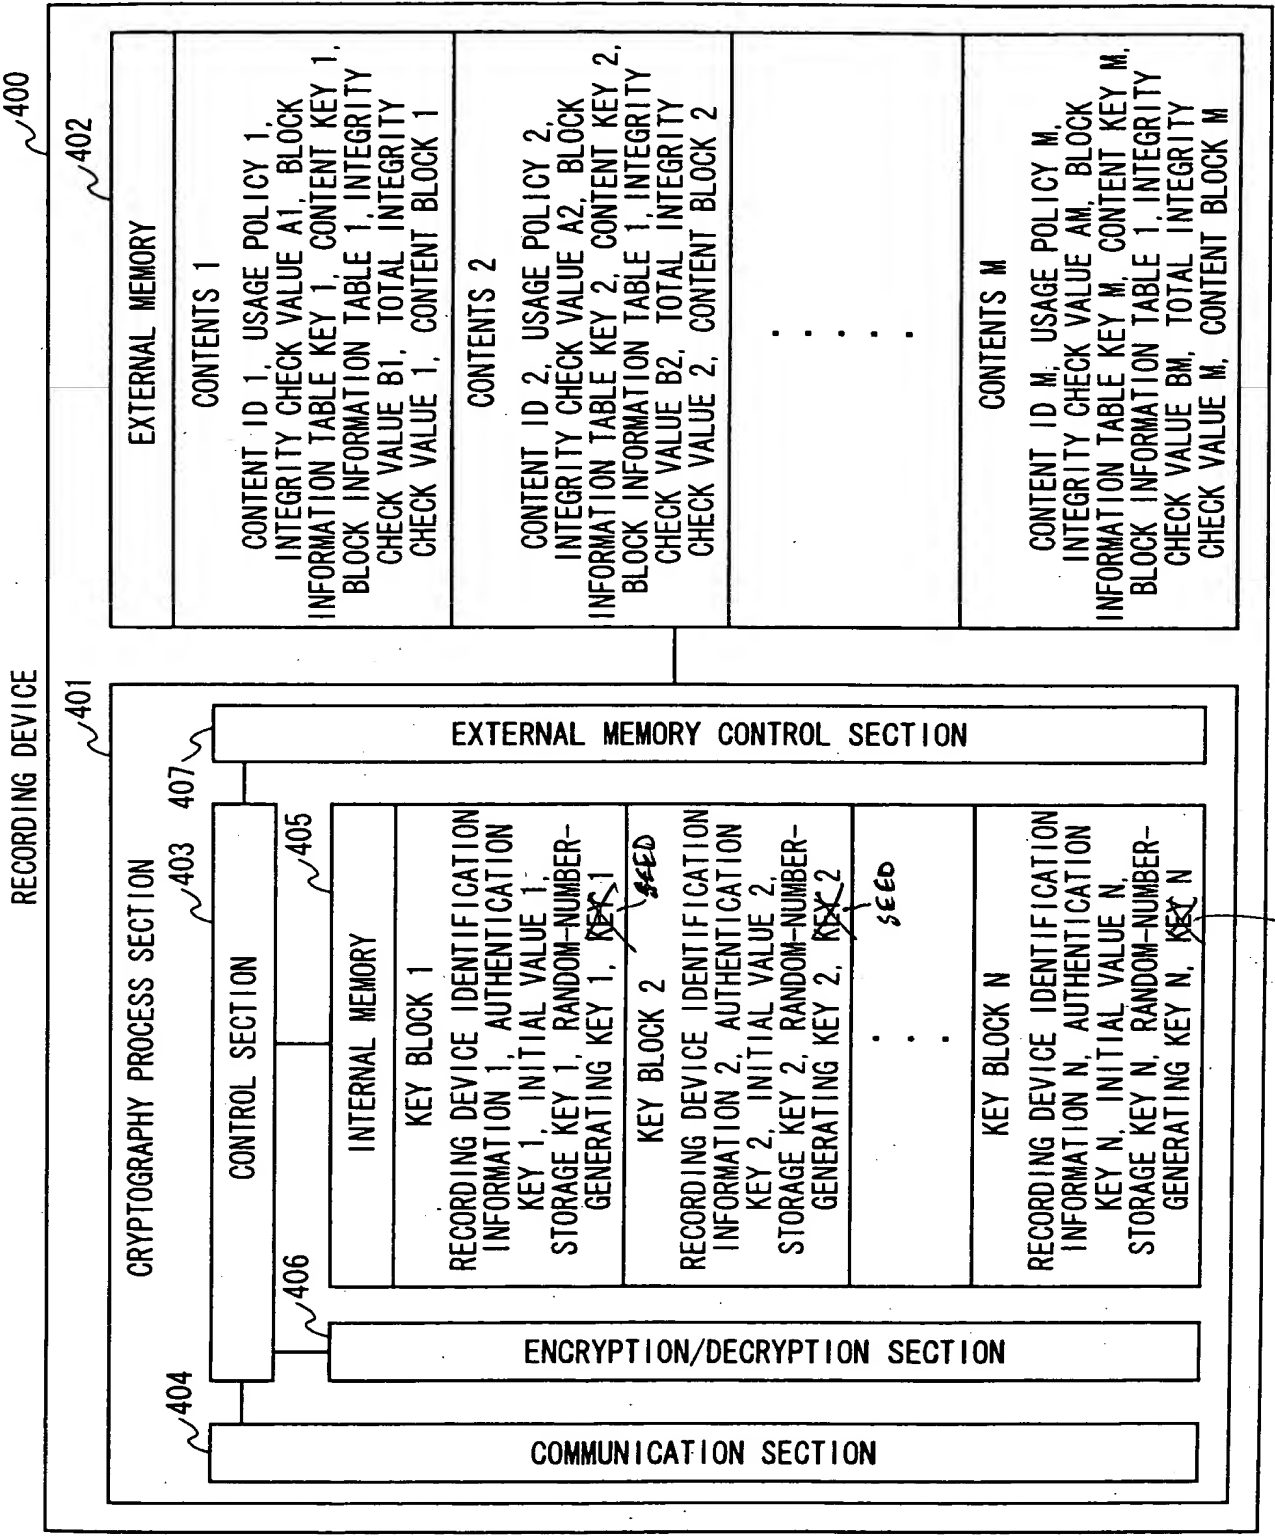 RECORDING DEVICE
400
401
CRYPTOGRAPHY PROCESS SECTION
403
CONTROL SECTION
404
COMMUNICATION SECTION
406
ENCRYPTION/DECRYPTION SECTION
405
INTERNAL MEMORY
KEY BLOCK 1
RECORDING DEVICE IDENTIFICATION
INFORMATION 1, AUTHENTICATION
KEY 1, INITIAL VALUE 1,
STORAGE KEY 1, RANDOM-NUMBER-
GENERATING KEY 1, KEY 1
SEED
KEY BLOCK 2
RECORDING DEVICE IDENTIFICATION
INFORMATION 2, AUTHENTICATION
KEY 2, INITIAL VALUE 2,
STORAGE KEY 2, RANDOM-NUMBER-
GENERATING KEY 2, KEY 2
SEED
. . .
KEY BLOCK N
RECORDING DEVICE IDENTIFICATION
INFORMATION N, AUTHENTICATION
KEY N, INITIAL VALUE N,
STORAGE KEY N, RANDOM-NUMBER-
GENERATING KEY N, KEY N
407
EXTERNAL MEMORY CONTROL SECTION
402
EXTERNAL MEMORY
CONTENTS 1
CONTENT ID 1, USAGE POLICY 1,
INTEGRITY CHECK VALUE A1, BLOCK
INFORMATION TABLE KEY 1, CONTENT KEY 1,
BLOCK INFORMATION TABLE 1, INTEGRITY
CHECK VALUE B1, TOTAL INTEGRITY
CHECK VALUE 1, CONTENT BLOCK 1
CONTENTS 2
CONTENT ID 2, USAGE POLICY 2,
INTEGRITY CHECK VALUE A2, BLOCK
INFORMATION TABLE KEY 2, CONTENT KEY 2,
BLOCK INFORMATION TABLE 1, INTEGRITY
CHECK VALUE B2, TOTAL INTEGRITY
CHECK VALUE 2, CONTENT BLOCK 2
. . . . .
CONTENTS M
CONTENT ID M, USAGE POLICY M,
INTEGRITY CHECK VALUE AM, BLOCK
INFORMATION TABLE KEY M, CONTENT KEY M,
BLOCK INFORMATION TABLE 1, INTEGRITY
CHECK VALUE BM, TOTAL INTEGRITY
CHECK VALUE M, CONTENT BLOCK M